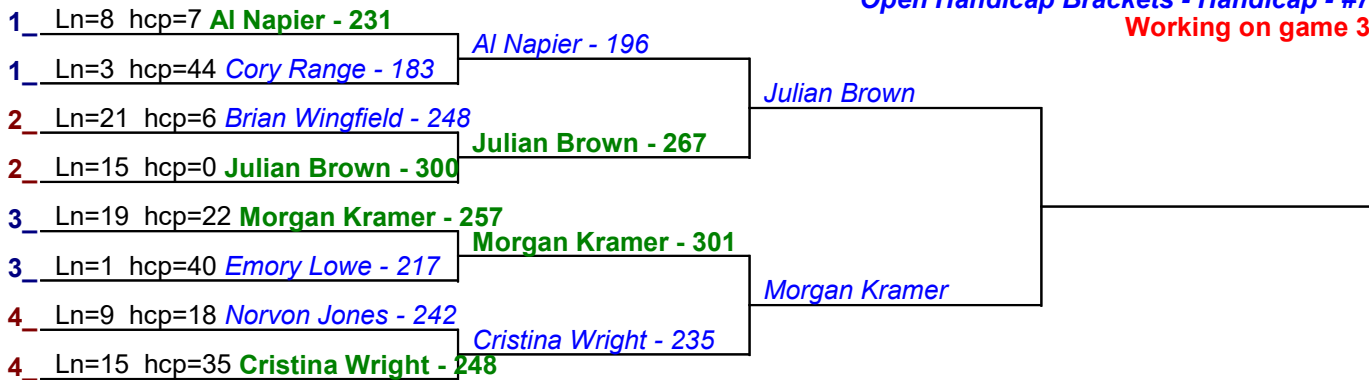 Open Handicap Brackets - Handicap - #7
Working on game 3
1_ Ln=8 hcp=7 Al Napier - 231
Al Napier - 196
1_ Ln=3 hcp=44 Cory Range - 183
Julian Brown
2_ Ln=21 hcp=6 Brian Wingfield - 248
Julian Brown - 267
2_ Ln=15 hcp=0 Julian Brown - 300
3_ Ln=19 hcp=22 Morgan Kramer - 257
Morgan Kramer - 301
3_ Ln=1 hcp=40 Emory Lowe - 217
Morgan Kramer
4_ Ln=9 hcp=18 Norvon Jones - 242
Cristina Wright - 235
4_ Ln=15 hcp=35 Cristina Wright - 248